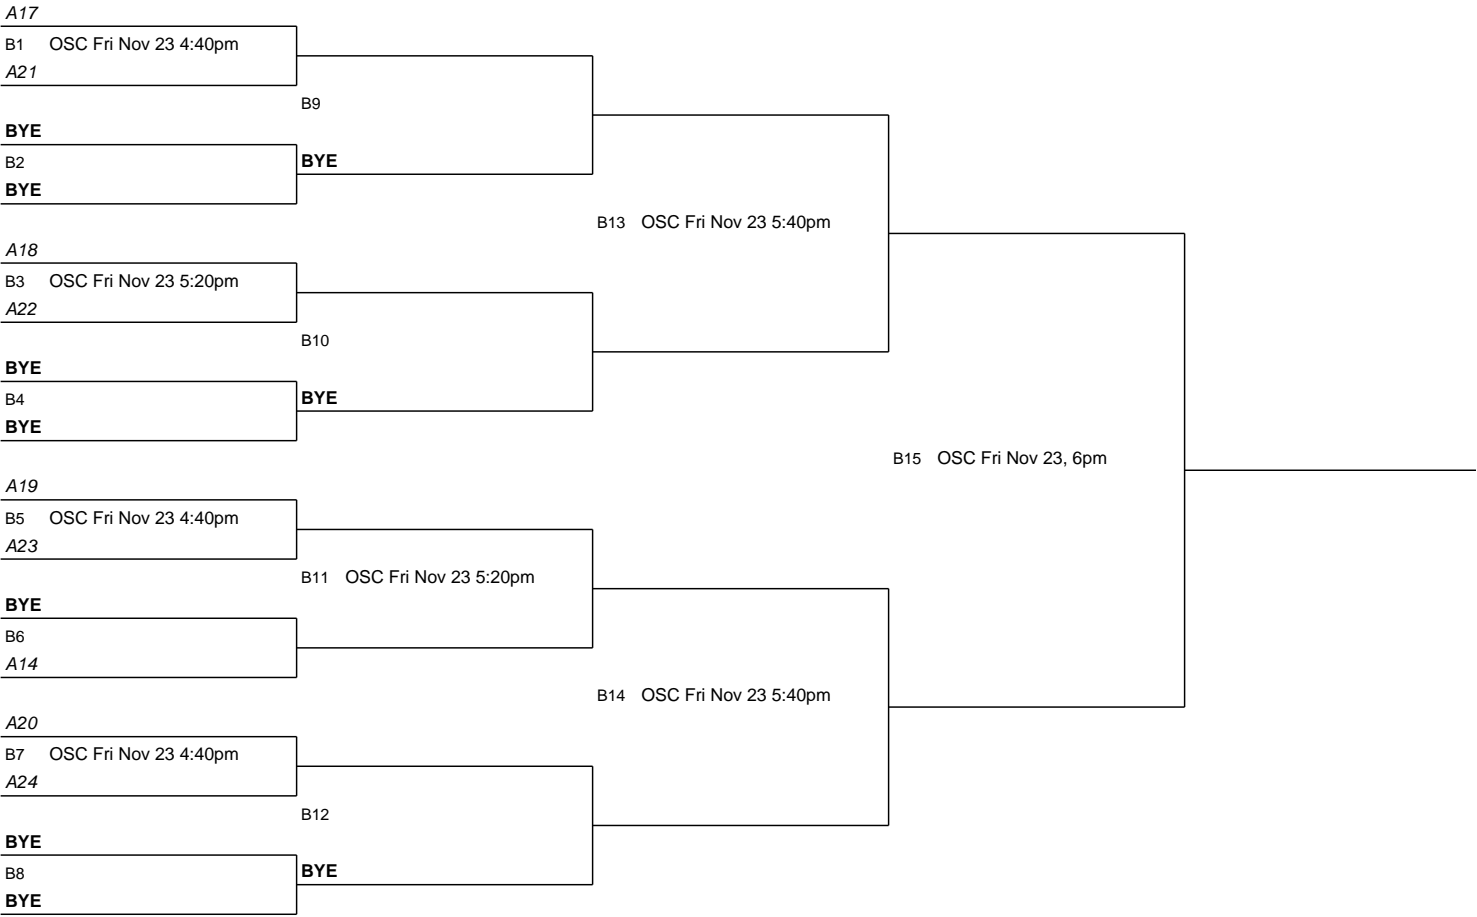 A17
B1 OSC Fri Nov 23 4:40pm
A21
B9
BYE
B2
BYE
BYE
B13 OSC Fri Nov 23 5:40pm
A18
B3 OSC Fri Nov 23 5:20pm
A22
B10
BYE
B4
BYE
BYE
B15 OSC Fri Nov 23, 6pm
A19
B5 OSC Fri Nov 23 4:40pm
A23
B11 OSC Fri Nov 23 5:20pm
BYE
B6
A14
B14 OSC Fri Nov 23 5:40pm
A20
B7 OSC Fri Nov 23 4:40pm
A24
B12
BYE
B8
BYE
BYE